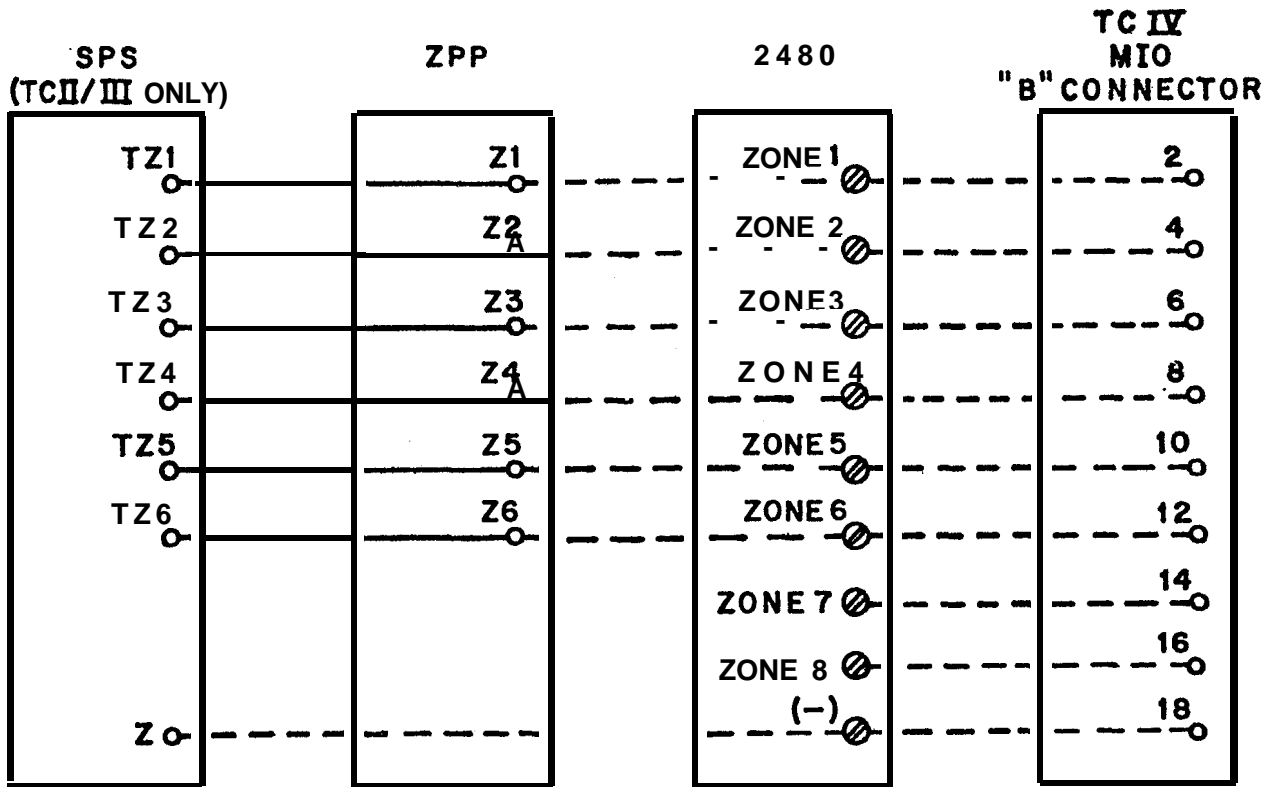 TC IV
SPS ZPP 2480 MIO
(TCII/III ONLY) "B" CONNECTOR
TZ1 Z1 ZONE 1 2
TZ2 Z2 ZONE 2 4
A
TZ3 Z3 ZONE3 6
TZ4 Z4 ZONE4 8
A
TZ5 Z5 ZONE5 10
TZ6 Z6 ZONE6 12
ZONE 7 14
ZONE 8 16
(-) 18
Z